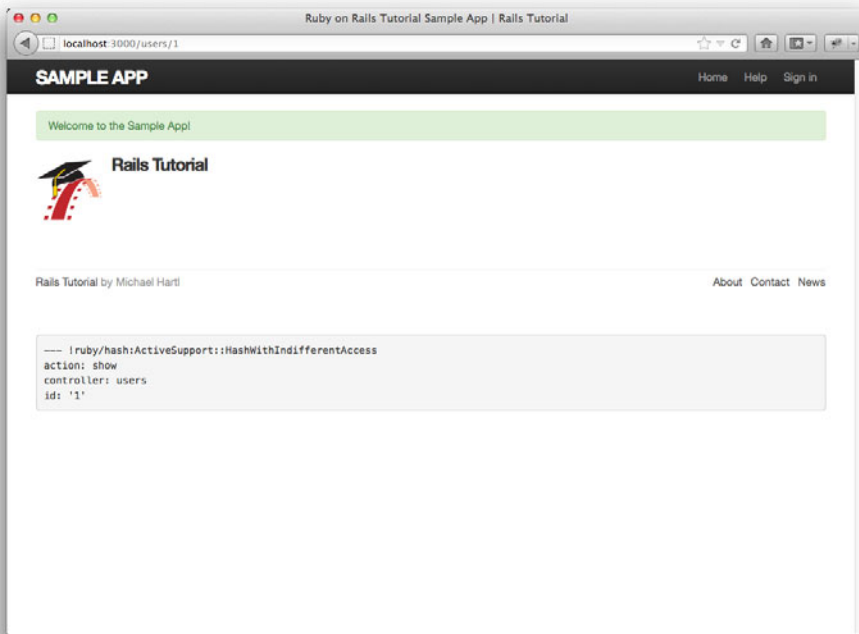 Ruby on Rails Tutorial Sample App | Rails Tutorial
localhost:3000/users/1
SAMPLE APP Home Help Sign in
Welcome to the Sample App!
Rails Tutorial
Rails Tutorial by Michael Hartl About Contact News
--- !ruby/hash:ActiveSupport::HashWithIndifferentAccess
action: show
controller: users
id: '1'